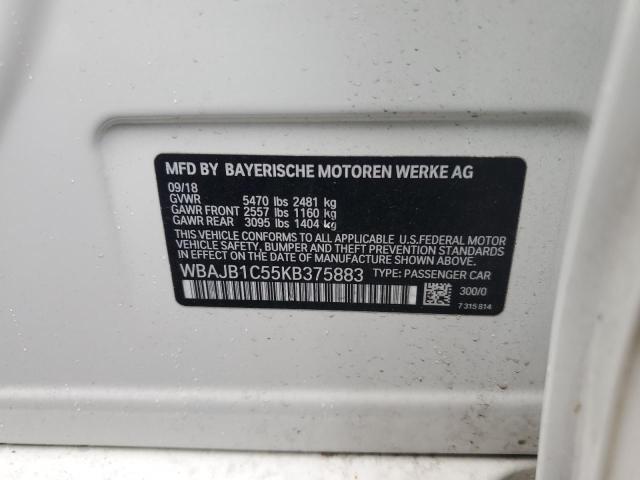 MFD BY BAYERISCHE MOTOREN WERKE AG
09/18
GVWR 5470 lbs 2481 kg
GAWR FRONT 2557 lbs 1160 kg
GAWR REAR 3095 lbs 1404 kg
THIS VEHICLE CONFORMS TO ALL APPLICABLE U.S.FEDERAL MOTOR
VEHICLE SAFETY, BUMPER AND THEFT PREVENTION STANDARDS
IN EFFECT ON THE DATE OF MANUFACTURE SHOWN ABOVE.
WBAJB1C55KB375883 TYPE: PASSENGER CAR
300/0
7 315 814